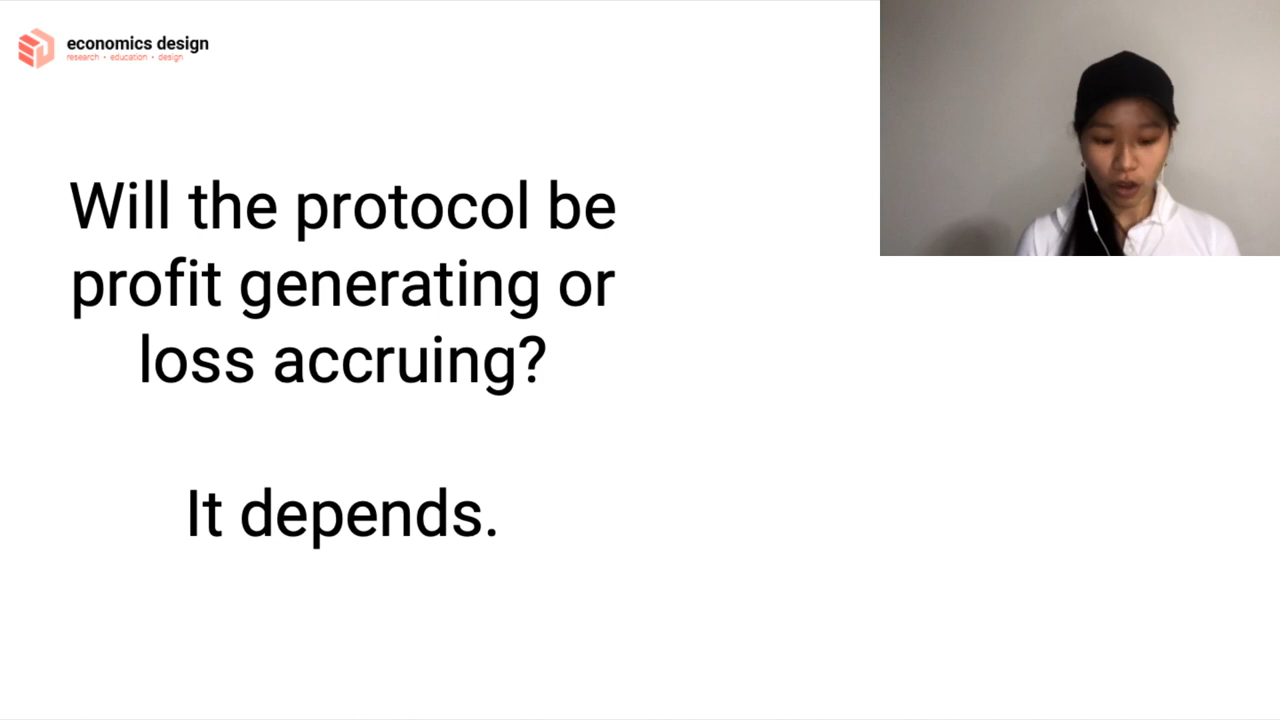 economics design
research • education • design
Will the protocol be
profit generating or
loss accruing?
It depends.